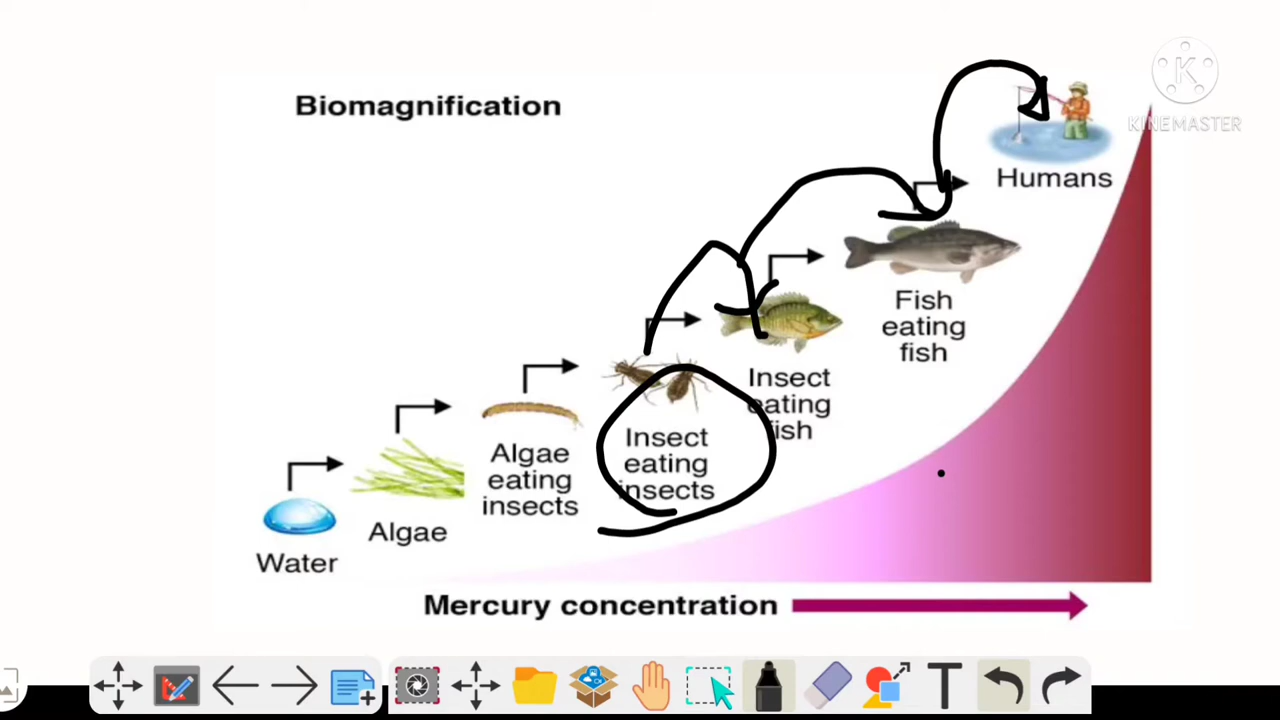 Biomagnification
KINEMASTER
Humans
Fish
eating
fish
Insect
eating
fish
Insect
eating
insects
Algae
eating
insects
Algae
Water
Mercury concentration